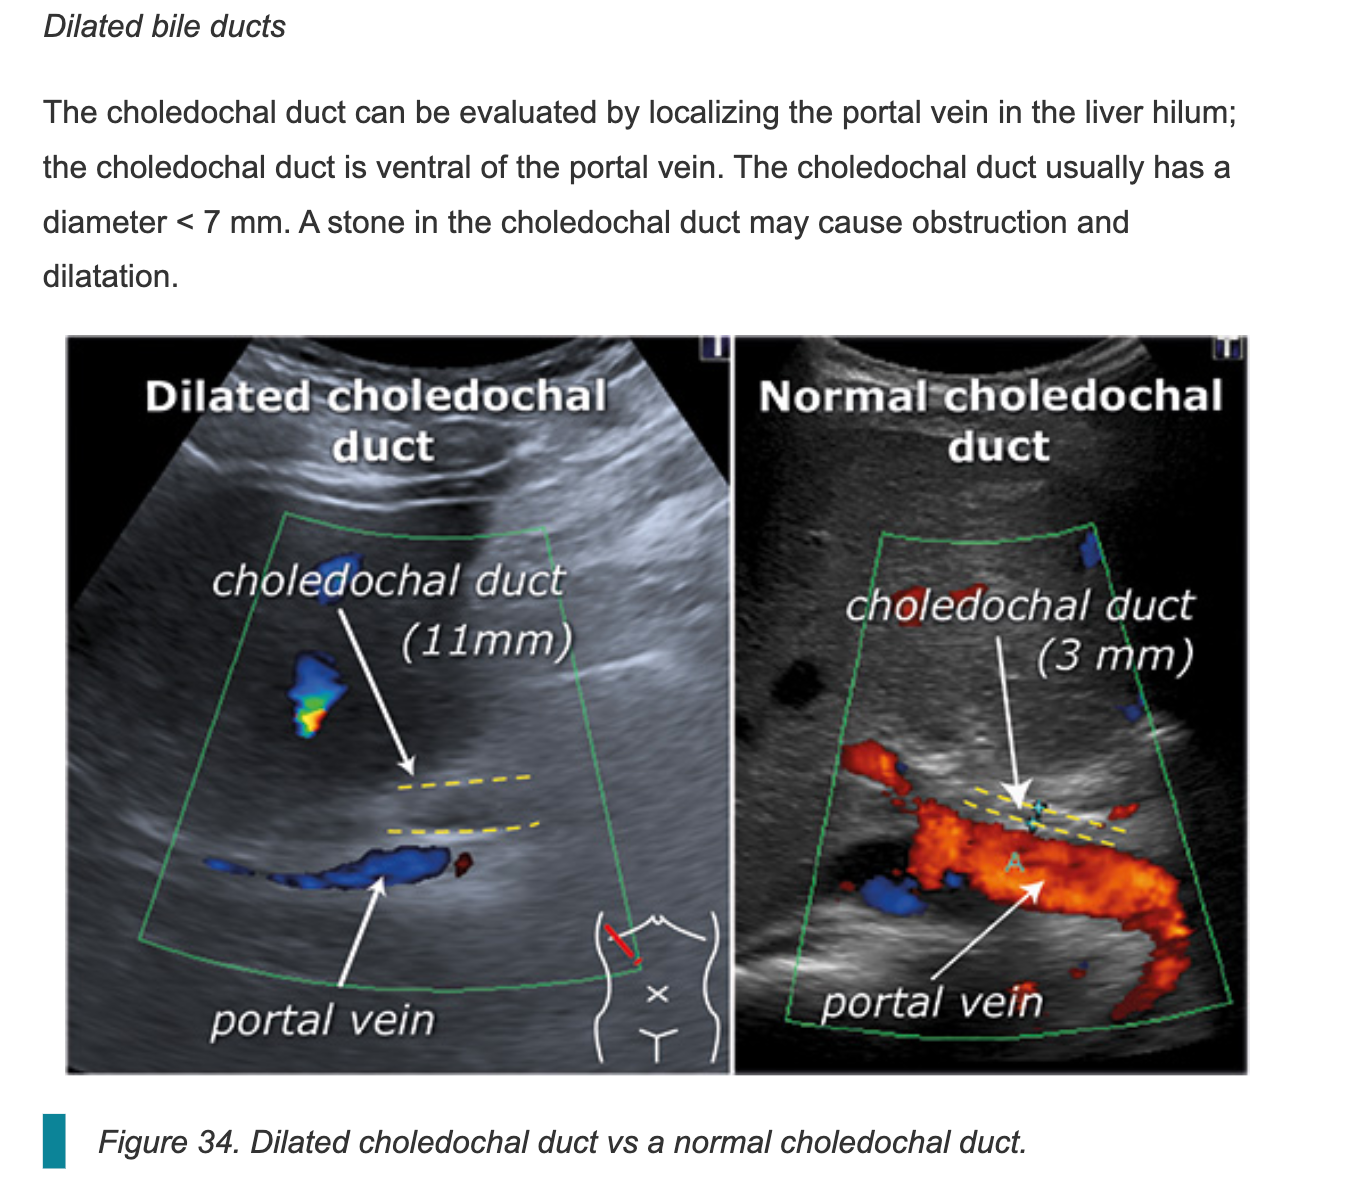 Dilated bile ducts
The choledochal duct can be evaluated by localizing the portal vein in the liver hilum;
the choledochal duct is ventral of the portal vein. The choledochal duct usually has a
diameter < 7 mm. A stone in the choledochal duct may cause obstruction and
dilatation.
Dilated choledochal
duct
choledochal duct
(11mm)
portal vein
Normal choledochal
duct
choledochal duct
(3 mm)
A
portal vein
Figure 34. Dilated choledochal duct vs a normal choledochal duct.